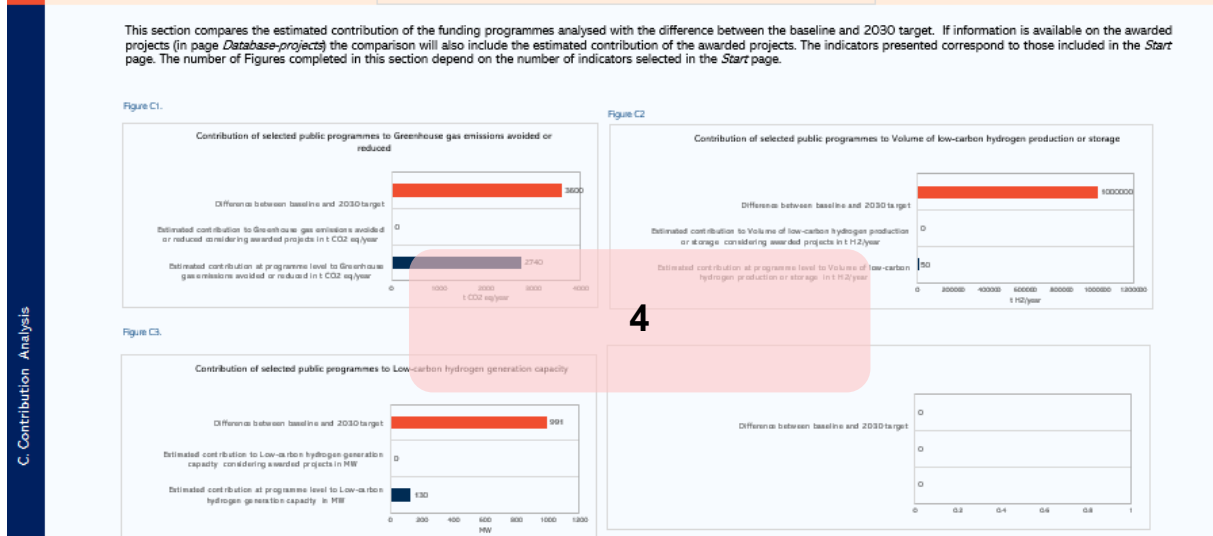 This section compares the estimated contribution of the funding programmes analysed with the difference between the baseline and 2030 target. If information is available on the awarded
projects (in page Database-projects) the comparison will also include the estimated contribution of the awarded projects. The indicators presented correspond to those included in the Start
page. The number of Figures completed in this section depend on the number of indicators selected in the Start page.
C. Contribution Analysis
Figure C1.
Contribution of selected public programmes to Greenhouse gas emissions avoided or
reduced
Difference between baseline and 2030 target
3600
Estimated contribution to Greenhouse gas emissions avoided
or reduced considering awarded projects in t CO2 eq/year
0
Estimated contribution at programme level to Greenhouse
gas emissions avoided or reduced in t CO2 eq/year
2740
0 1000 2000 3000 4000
t CO2 eq/year
Figure C2
Contribution of selected public programmes to Volume of low-carbon hydrogen production or storage
Difference between baseline and 2030 target
1000000
Estimated contribution to Volume of low-carbon hydrogen production
or storage considering awarded projects in t H2/year
0
Estimated contribution at programme level to Volume of low-carbon
hydrogen production or storage in t H2/year
50
0 200000 400000 600000 800000 1000000 1200000
t H2/year
4
Figure C3.
Contribution of selected public programmes to Low-carbon hydrogen generation capacity
Difference between baseline and 2030 target
991
Estimated contribution to Low-carbon hydrogen generation
capacity considering awarded projects in MW
0
Estimated contribution at programme level to Low-carbon
hydrogen generation capacity in MW
130
0 200 400 600 800 1000 1200
MW
Difference between baseline and 2030 target
0
0
0
0 0.2 0.4 0.6 0.8 1